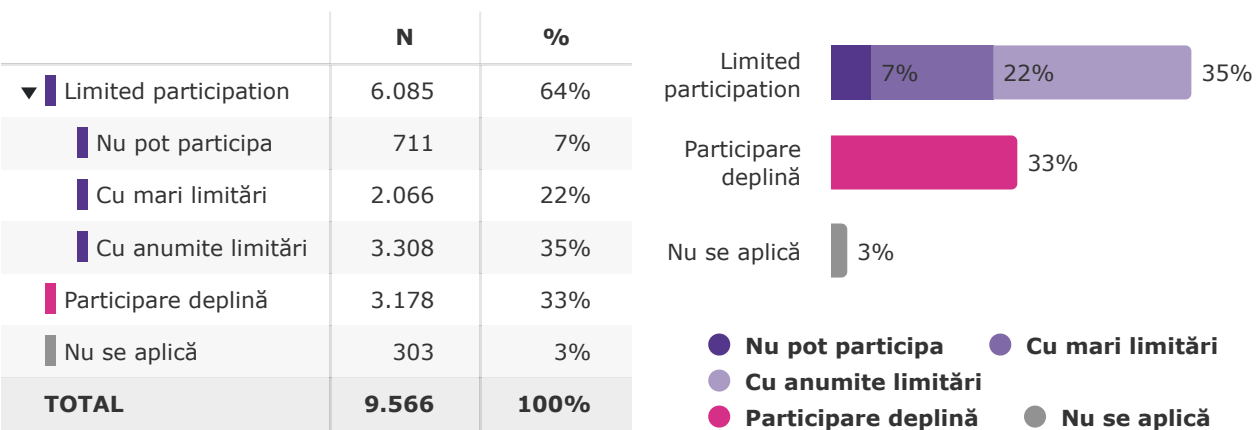 N %
Limited participation 6.085 64%
Nu pot participa 711 7%
Cu mari limitări 2.066 22%
Cu anumite limitări 3.308 35%
Participare deplină 3.178 33%
Nu se aplică 303 3%
TOTAL 9.566 100%
Limited
participation
7% 22% 35%
Participare
deplină
33%
Nu se aplică 3%
Nu pot participa Cu mari limitări
Cu anumite limitări
Participare deplină Nu se aplică